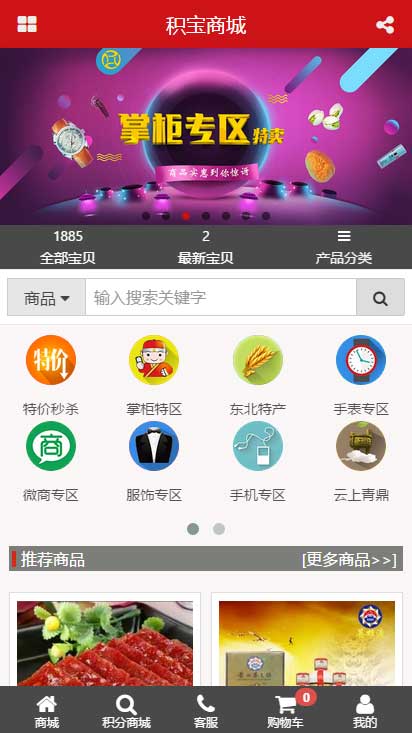 积宝商城
掌柜专区特卖
商品实惠到你惊讶
1885
全部宝贝
2
最新宝贝
产品分类
商品
输入搜索关键字
特价
特价秒杀
掌柜特区
东北特产
手表专区
商
微商专区
服饰专区
手机专区
云上青鼎
推荐商品
[更多商品>>]
商城
积分商城
客服
0
购物车
我的